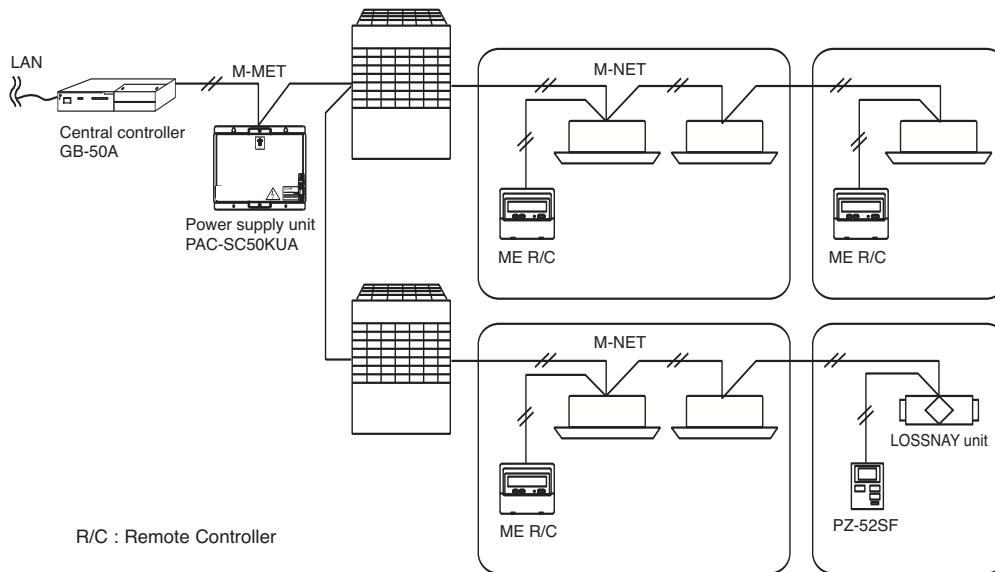 LAN
M-MET
Central controller
GB-50A
Power supply unit
PAC-SC50KUA
M-NET
ME R/C
ME R/C
M-NET
ME R/C
LOSSNAY unit
PZ-52SF
R/C : Remote Controller